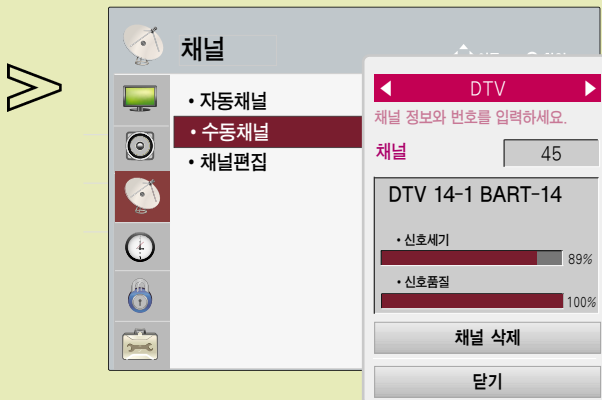 채널
• 자동채널
• 수동채널
• 채널편집
DTV
채널 정보와 번호를 입력하세요.
채널 45
DTV 14-1 BART-14
• 신호세기
89%
• 신호품질
100%
채널 삭제
닫기